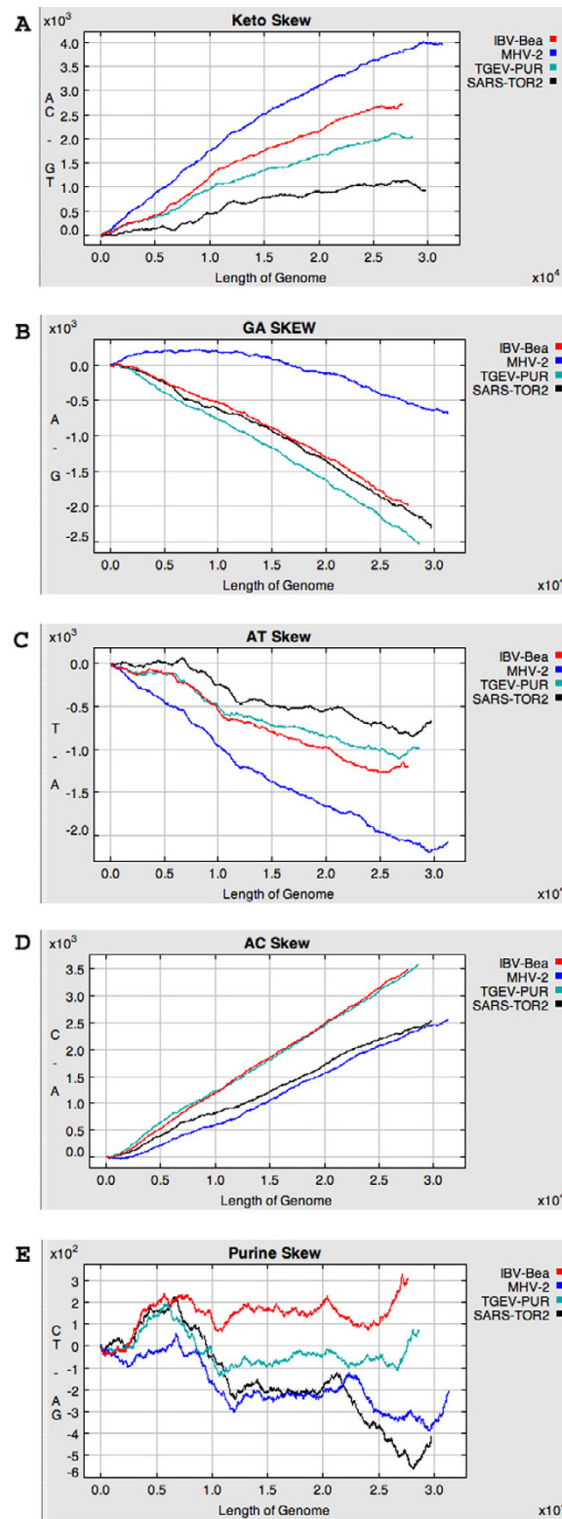 A
x10³
Keto Skew
IBV-Bea
MHV-2
TGEV-PUR
SARS-TOR2
4.0
3.5
3.0
2.5
2.0
1.5
1.0
0.5
0.0
AC - GT
0.0 0.5 1.0 1.5 2.0 2.5 3.0
Length of Genome
x10⁴
B
x10³
GA SKEW
IBV-Bea
MHV-2
TGEV-PUR
SARS-TOR2
0.0
-0.5
-1.0
-1.5
-2.0
-2.5
A - G
0.0 0.5 1.0 1.5 2.0 2.5 3.0
Length of Genome
x10
C
x10³
AT Skew
IBV-Bea
MHV-2
TGEV-PUR
SARS-TOR2
0.0
-0.5
-1.0
-1.5
-2.0
T - A
0.0 0.5 1.0 1.5 2.0 2.5 3.0
Length of Genome
x10
D
x10³
AC Skew
IBV-Bea
MHV-2
TGEV-PUR
SARS-TOR2
3.5
3.0
2.5
2.0
1.5
1.0
0.5
0.0
C - A
0.0 0.5 1.0 1.5 2.0 2.5 3.0
Length of Genome
x10
E
x10²
Purine Skew
IBV-Bea
MHV-2
TGEV-PUR
SARS-TOR2
3
2
1
0
-1
-2
-3
-4
-5
-6
CT - AG
0.0 0.5 1.0 1.5 2.0 2.5 3.0
Length of Genome
x10